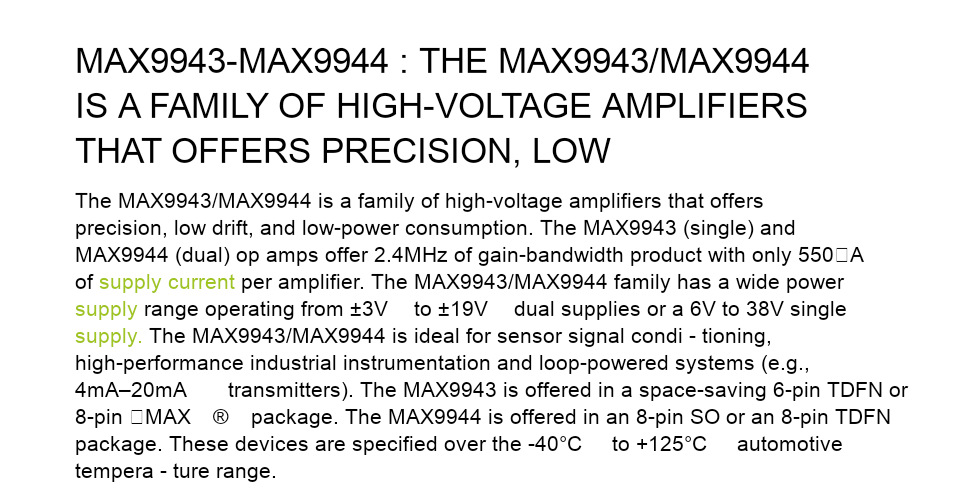 MAX9943-MAX9944 : THE MAX9943/MAX9944
IS A FAMILY OF HIGH-VOLTAGE AMPLIFIERS
THAT OFFERS PRECISION, LOW
The MAX9943/MAX9944 is a family of high-voltage amplifiers that offers
precision, low drift, and low-power consumption. The MAX9943 (single) and
MAX9944 (dual) op amps offer 2.4MHz of gain-bandwidth product with only 550□A
of supply current per amplifier. The MAX9943/MAX9944 family has a wide power
supply range operating from ±3V to ±19V dual supplies or a 6V to 38V single
supply. The MAX9943/MAX9944 is ideal for sensor signal condi - tioning,
high-performance industrial instrumentation and loop-powered systems (e.g.,
4mA–20mA transmitters). The MAX9943 is offered in a space-saving 6-pin TDFN or
8-pin □MAX ® package. The MAX9944 is offered in an 8-pin SO or an 8-pin TDFN
package. These devices are specified over the -40°C to +125°C automotive
tempera - ture range.